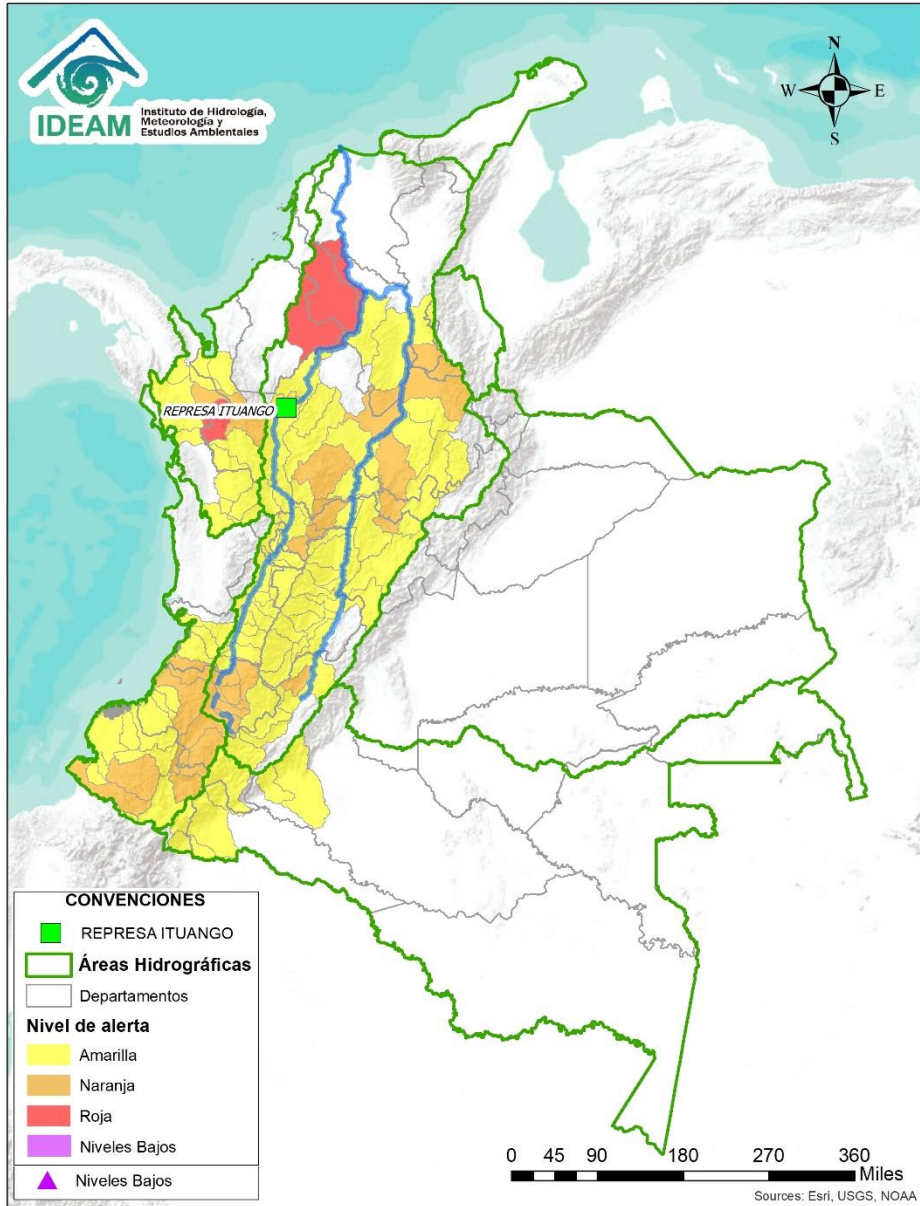 IDEAM
Instituto de Hidrología,
Meteorología y
Estudios Ambientales
N
W
E
S
REPRESA ITUANGO
CONVENCIONES
REPRESA ITUANGO
Áreas Hidrográficas
Departamentos
Nivel de alerta
Amarilla
Naranja
Roja
Niveles Bajos
Niveles Bajos
0 45 90 180 270 360
Miles
Sources: Esri, USGS, NOAA